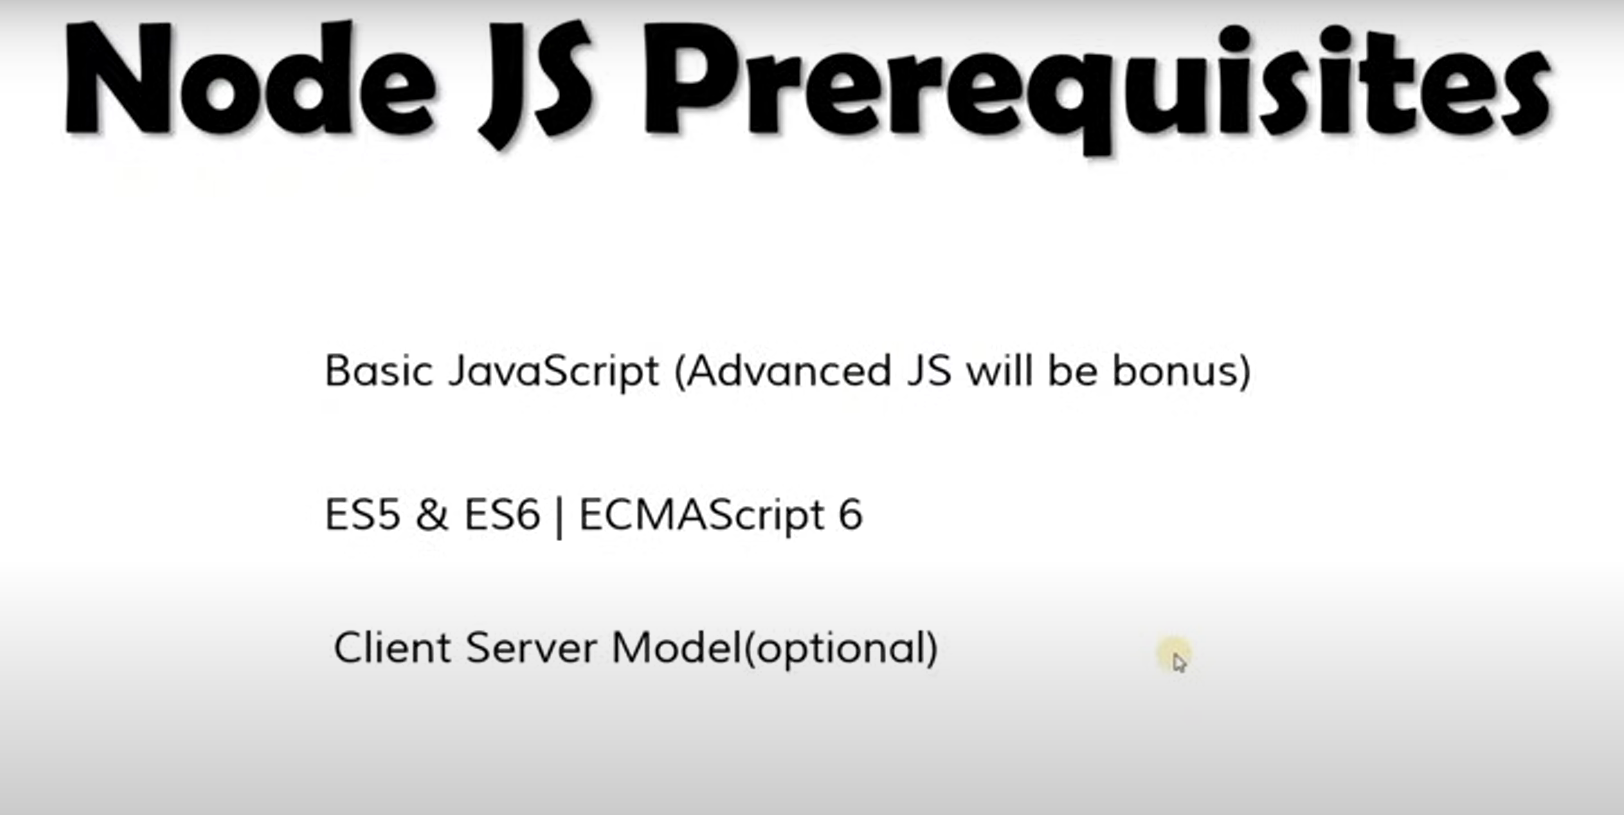 Node JS Prerequisites
Basic JavaScript (Advanced JS will be bonus)
ES5 & ES6 | ECMAScript 6
Client Server Model(optional)